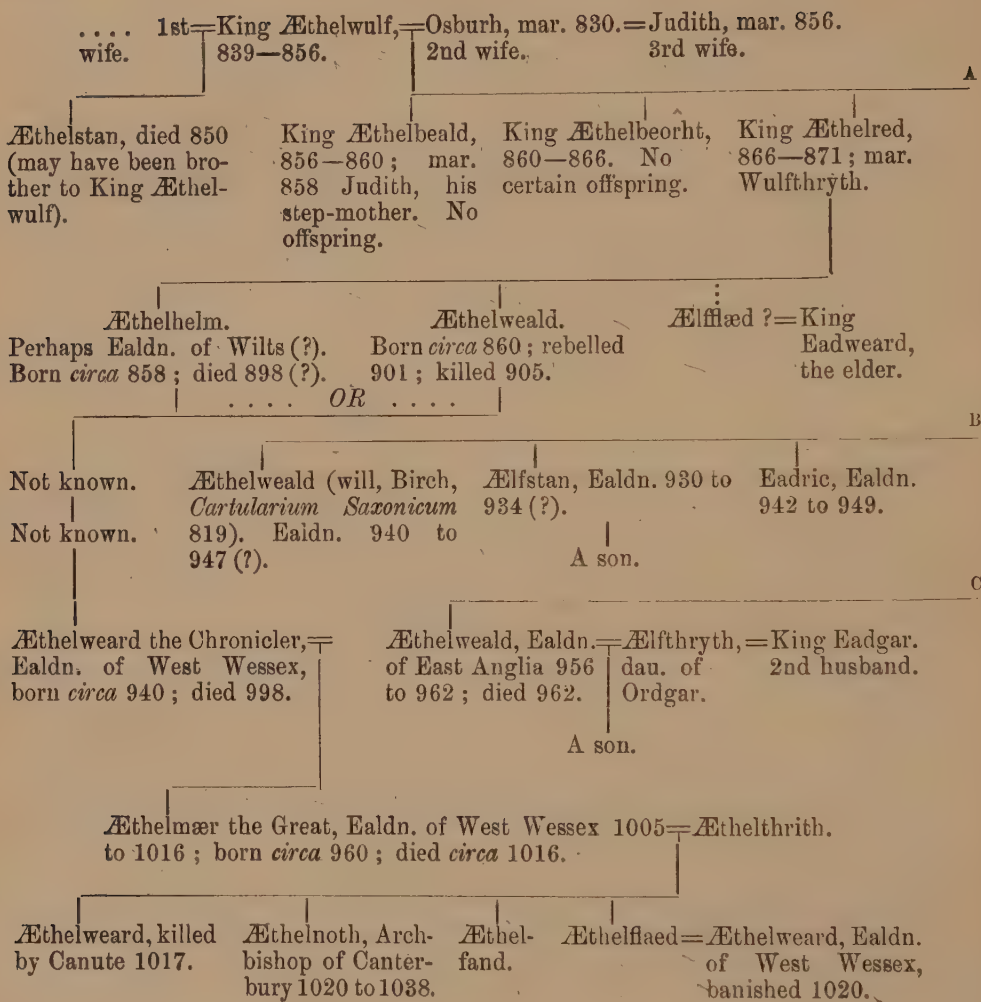 .... 1st=King Æthelwulf,=Osburh, mar. 830.=Judith, mar. 856.
wife. 839—856. 2nd wife. 3rd wife.
A
Æthelstan, died 850
(may have been bro-
ther to King Æthel-
wulf).
King Æthelbeald,
856—860; mar.
858 Judith, his
step-mother. No
offspring.
King Æthelbeorht,
860—866. No
certain offspring.
King Æthelred,
866—871; mar.
Wulfthryth.
Æthelhelm.
Perhaps Ealdn. of Wilts (?).
Born circa 858; died 898 (?).
Æthelweald.
Born circa 860; rebelled
901; killed 905.
Ælfflæd ?=King
Eadweard,
the elder.
.... OR ....
B
Not known.
Not known.
Æthelweald (will, Birch,
Cartularium Saxonicum
819). Ealdn. 940 to
947 (?).
Ælfstan, Ealdn. 930 to
934 (?).
A son.
Eadric, Ealdn.
942 to 949.
C
Æthelweard the Chronicler,=
Ealdn. of West Wessex,
born circa 940; died 998.
Æthelweald, Ealdn.=Ælfthryth,=King Eadgar.
of East Anglia 956 dau. of 2nd husband.
to 962; died 962. Ordgar.
A son.
Æthelmær the Great, Ealdn. of West Wessex 1005=Æthelthrith.
to 1016; born circa 960; died circa 1016.
Æthelweard, killed
by Canute 1017.
Æthelnoth, Arch-
bishop of Canter-
bury 1020 to 1038.
Æthel-
fand.
Æthelflaed=Æthelweard, Ealdn.
of West Wessex,
banished 1020.